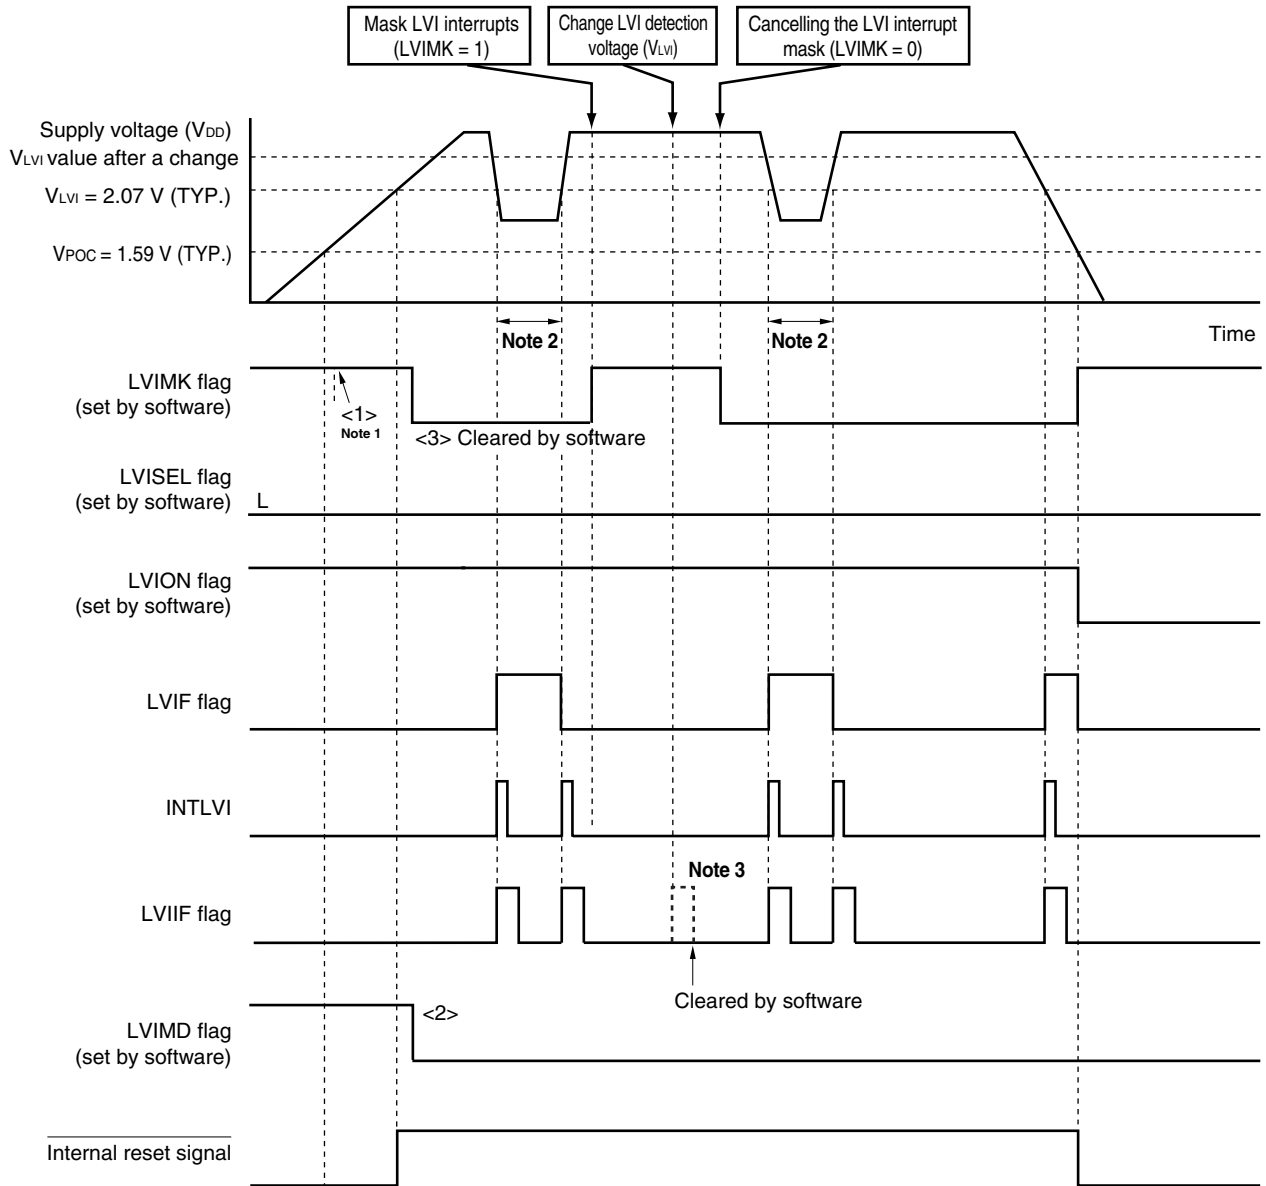 Mask LVI interrupts
(LVIMK = 1)
Change LVI detection
voltage (VLVI)
Cancelling the LVI interrupt
mask (LVIMK = 0)
Supply voltage (VDD)
VLVI value after a change
VLVI = 2.07 V (TYP.)
VPOC = 1.59 V (TYP.)
Note 2
Note 2
Time
LVIMK flag
(set by software)
<1>
Note 1
<3> Cleared by software
LVISEL flag
(set by software)
L
LVION flag
(set by software)
LVIF flag
INTLVI
Note 3
LVIIF flag
Cleared by software
<2>
LVIMD flag
(set by software)
Internal reset signal